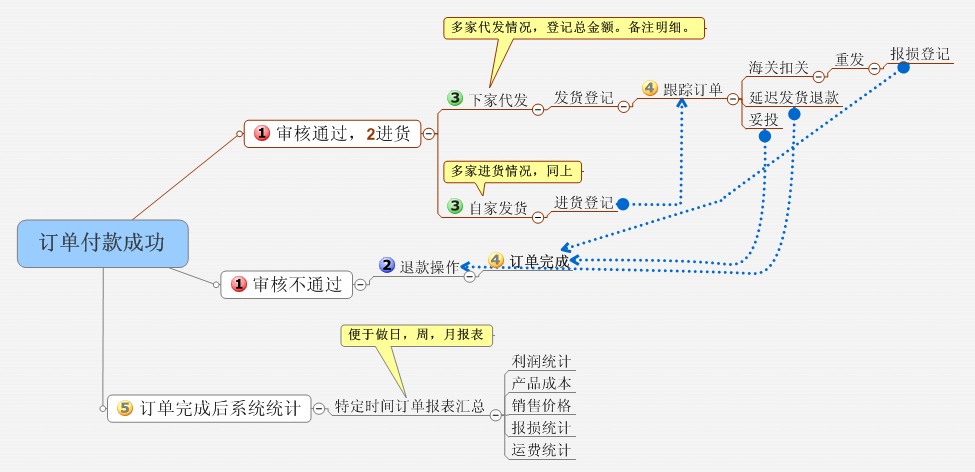 订单付款成功
1 审核通过，2进货
多家代发情况，登记总金额。备注明细。
3 下家代发
发货登记
4 跟踪订单
海关扣关
重发
报损登记
延迟发货退款
妥投
多家进货情况，同上
3 自家发货
进货登记
1 审核不通过
2 退款操作
4 订单完成
5 订单完成后系统统计
便于做日，周，月报表
特定时间订单报表汇总
利润统计
产品成本
销售价格
报损统计
运费统计